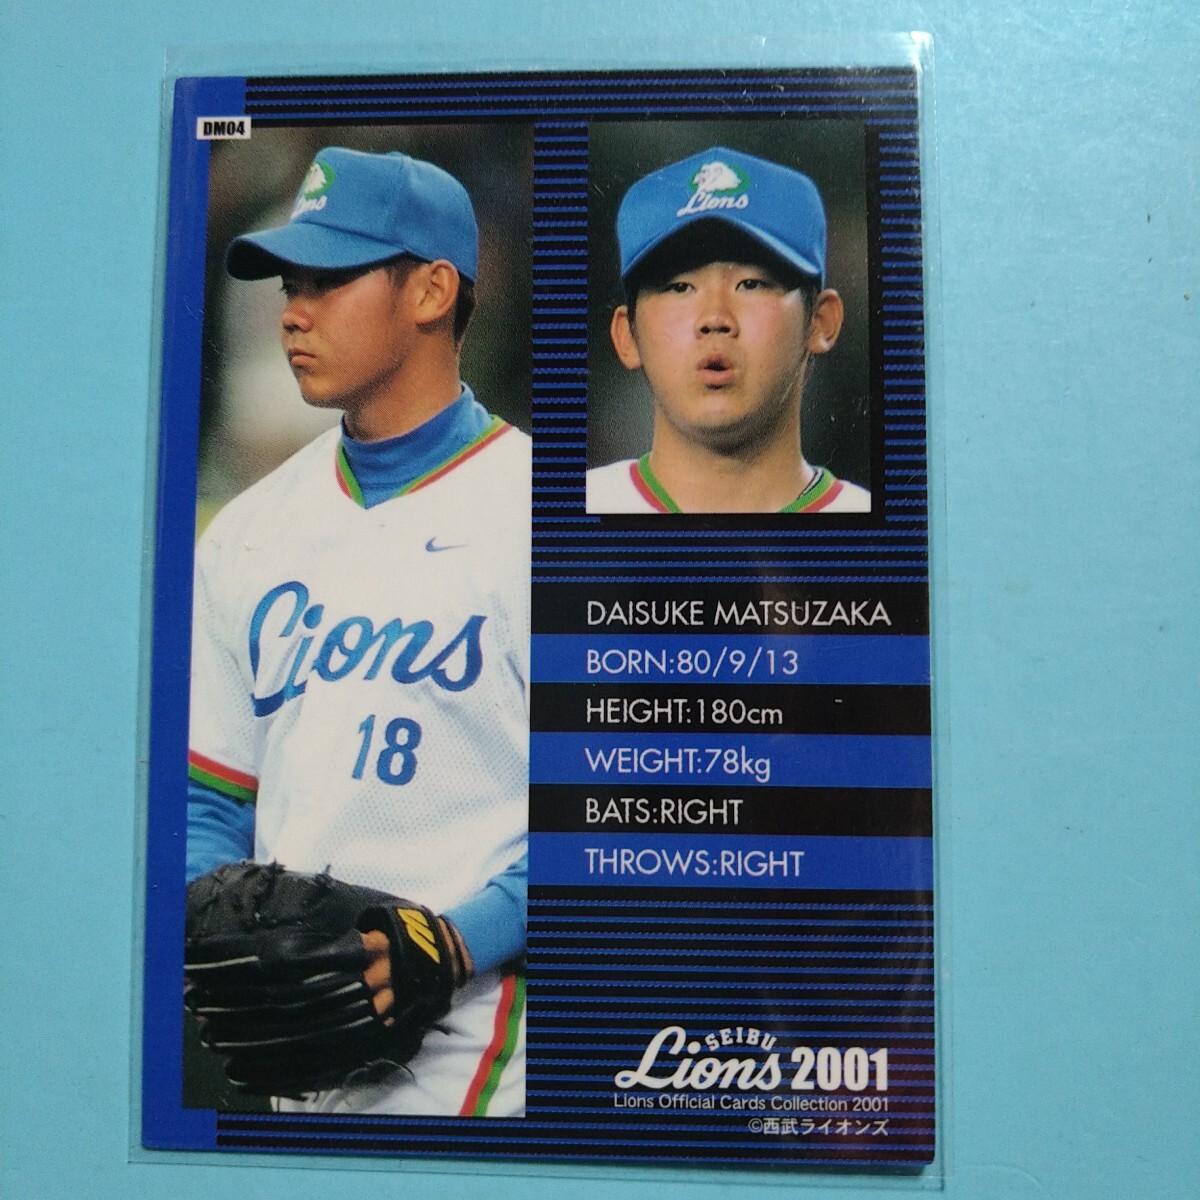 DM04
Lions
Lions
Lions
18
DAISUKE MATSUZAKA
BORN:80/9/13
HEIGHT:180cm
WEIGHT:78kg
BATS:RIGHT
THROWS:RIGHT
SEIBU
Lions 2001
Lions Official Cards Collection 2001
©西武ライオンズ